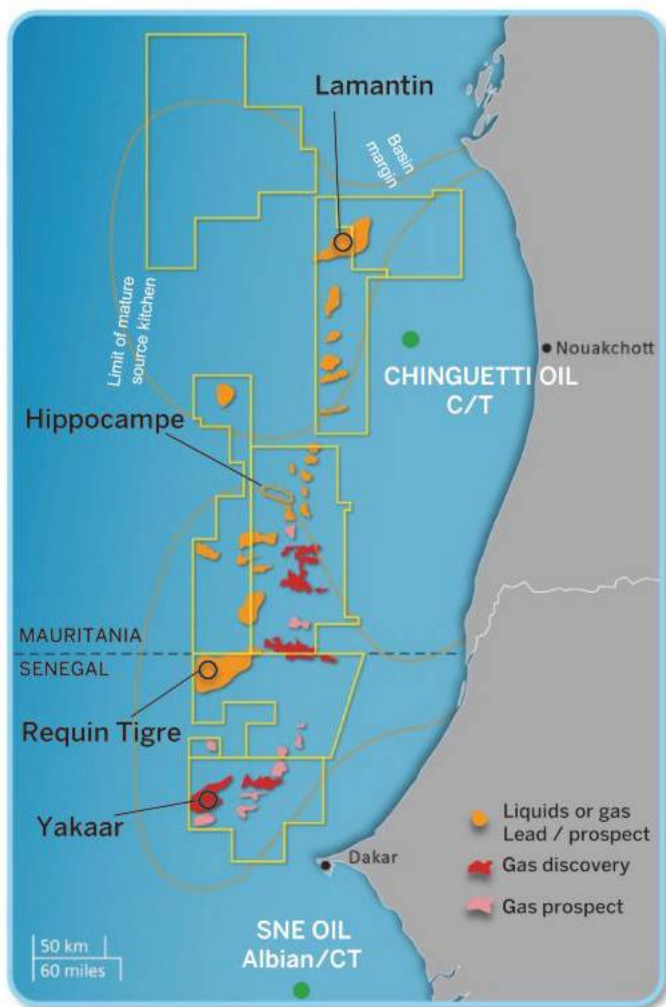 Lamantin
Basin
margin
Limit of mature
source kitchen
Nouakchott
CHINGUETTI OIL
C/T
Hippocampe
MAURITANIA
SENEGAL
Requin Tigre
Yakaar
Dakar
Liquids or gas
Lead / prospect
Gas discovery
Gas prospect
SNE OIL
Albian/CT
50 km
60 miles